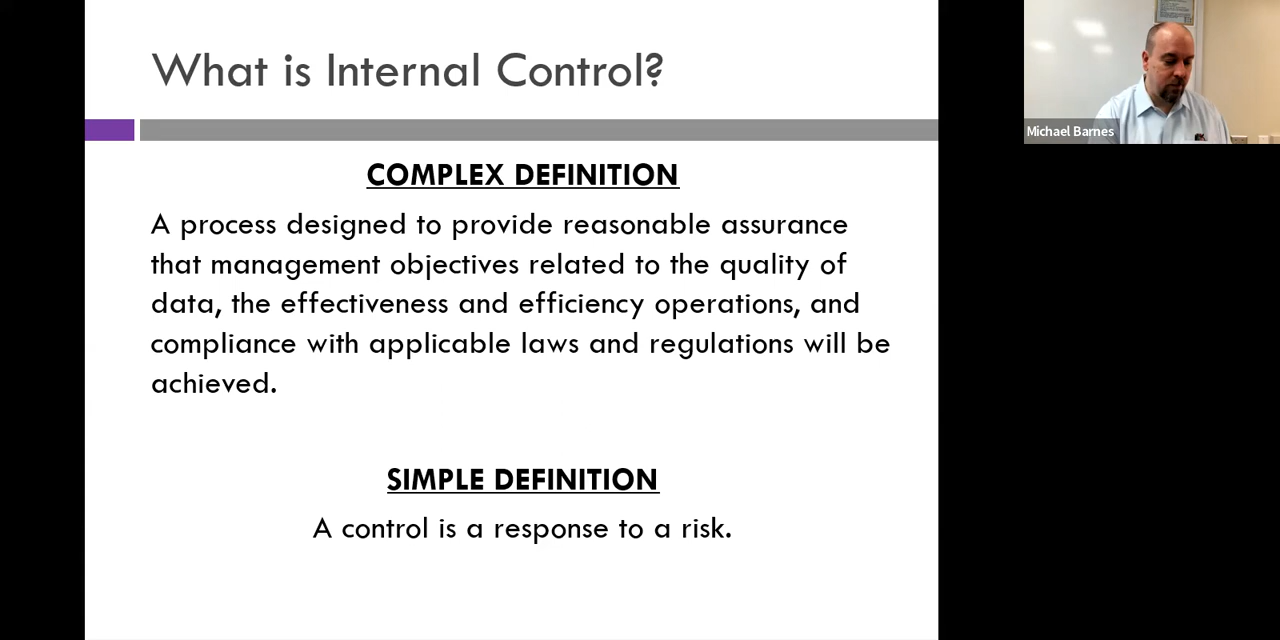 What is Internal Control?
COMPLEX DEFINITION
A process designed to provide reasonable assurance
that management objectives related to the quality of
data, the effectiveness and efficiency operations, and
compliance with applicable laws and regulations will be
achieved.
SIMPLE DEFINITION
A control is a response to a risk.
Michael Barnes